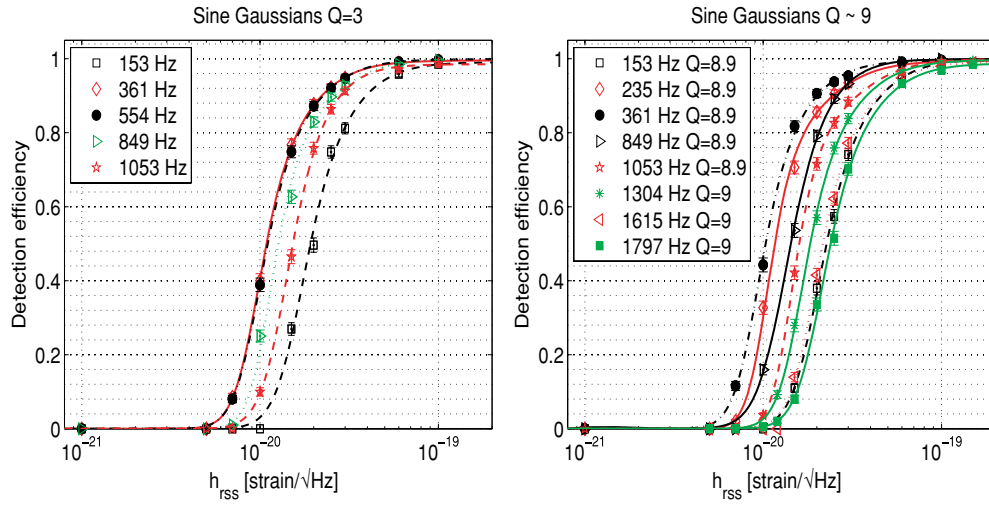 Sine Gaussians Q=3
Detection efficiency
1
0.8
0.6
0.4
0.2
0
153 Hz
361 Hz
554 Hz
849 Hz
1053 Hz
10⁻²¹
10⁻²⁰
10⁻¹⁹
h_rss [strain/√Hz]
Sine Gaussians Q ~ 9
Detection efficiency
1
0.8
0.6
0.4
0.2
0
153 Hz Q=8.9
235 Hz Q=8.9
361 Hz Q=8.9
849 Hz Q=8.9
1053 Hz Q=8.9
1304 Hz Q=9
1615 Hz Q=9
1797 Hz Q=9
10⁻²¹
10⁻²⁰
10⁻¹⁹
h_rss [strain/√Hz]